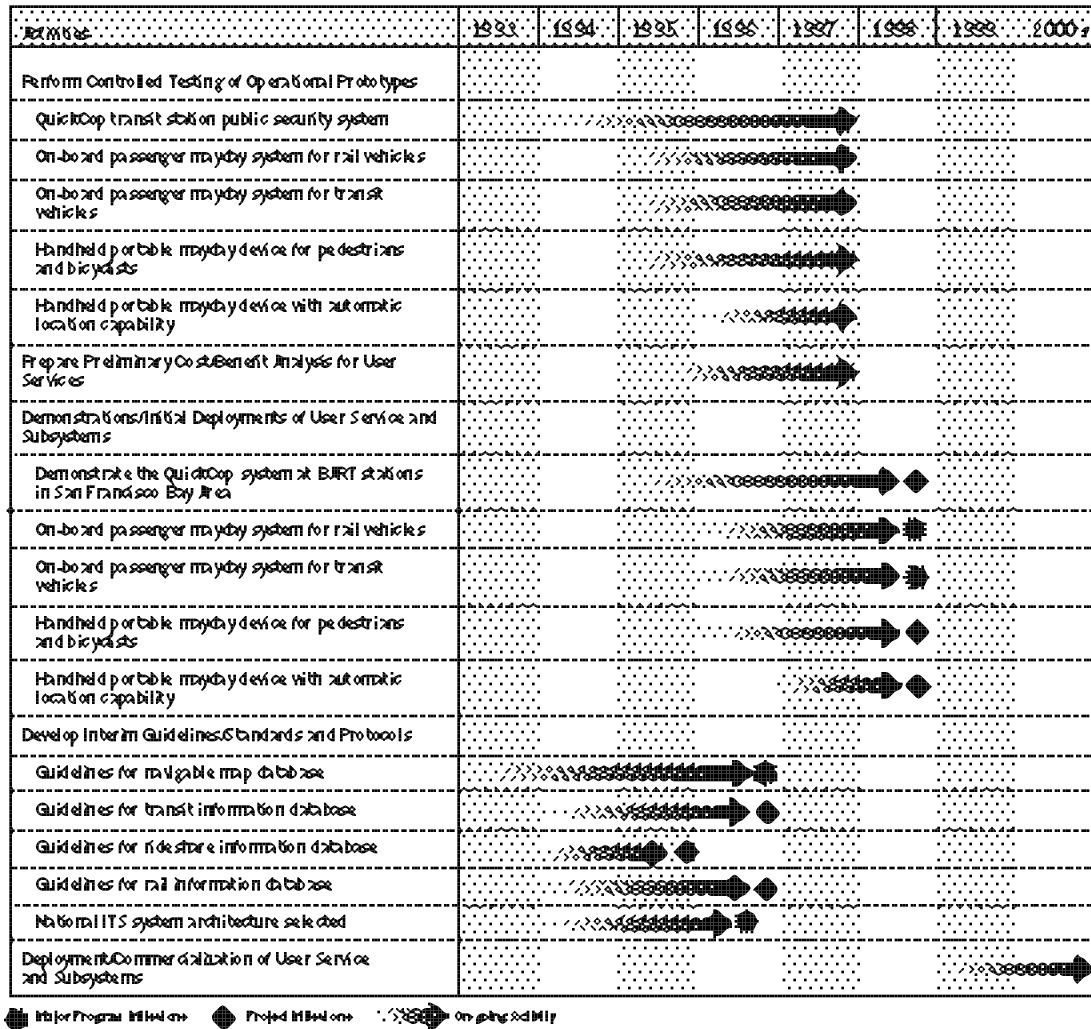 Activities 1993 1994 1995 1996 1997 1998 1999 2000+
Perform Controlled Testing of Operational Prototypes
QuickCop transit station public security system
On-board passenger mayday system for rail vehicles
On-board passenger mayday system for transit
vehicles
Handheld portable mayday device for pedestrians
and bicyclists
Handheld portable mayday device with automatic
location capability
Prepare Preliminary Cost/Benefit Analysis for User
Services
Demonstrations/Initial Deployments of User Service and
Subsystems
Demonstrate the QuickCop system at BART stations
in San Francisco Bay Area
On-board passenger mayday system for rail vehicles
On-board passenger mayday system for transit
vehicles
Handheld portable mayday device for pedestrians
and bicyclists
Handheld portable mayday device with automatic
location capability
Develop Interim Guidelines/Standards and Protocols
Guidelines for navigable map database
Guidelines for transit information database
Guidelines for rideshare information database
Guidelines for rail information database
National ITS system architecture selected
Deployment/Commercialization of User Service
and Subsystems
Major Program Milestone Project Milestone On-going Activity